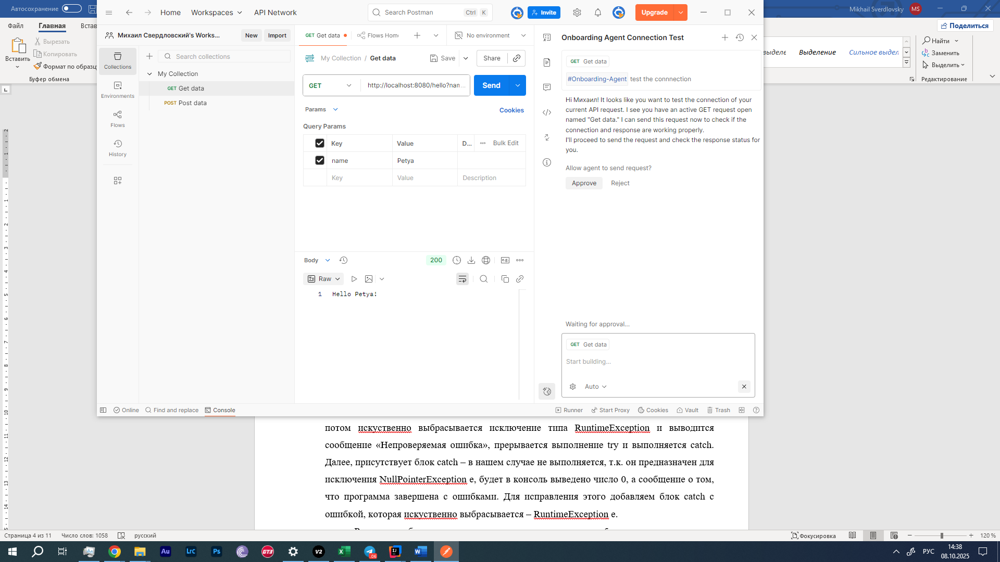 Автосохранение
Home
Workspaces
API Network
Search Postman
Ctrl
K
Invite
Upgrade
Mikhail Sverdlovsky
MS
Файл
Главная
Встав
Поделиться
Вставить
Вырезать
Копировать
Формат по образцу
Буфер обмена
Выделение
Сильное выдел
Найти
Заменить
Выделить
Редактирование
Михаил Свердловский's Works...
New
Import
GET Get data
Flows Home
No environment
Onboarding Agent Connection Test
Collections
Environments
Flows
History
Search collections
My Collection
GET Get data
POST Post data
HTTP
My Collection / Get data
Save
Share
GET
http://localhost:8080/hello?nam...
Send
Params
Cookies
Query Params
Key
Value
D...
Bulk Edit
name
Petya
Key
Value
Description
Body
200
e.g.
Raw
1 Hello Petya!
GET Get data
#Onboarding-Agent test the connnection
Hi Михаил! It looks like you want to test the connection of your
current API request. I see you have an active GET request open
named "Get data." I can send this request now to check if the
connection and response are working properly.
I'll proceed to send the request and check the response status for
you.
Allow agent to send request?
Approve
Reject
Waiting for approval...
GET Get data
Start building...
Auto
Online
Find and replace
Console
Runner
Start Proxy
Cookies
Vault
Trash
потом искуственно выбрасывается исключение типа RuntimeException и выводится
сообщение «Непроверяемая ошибка», прерывается выполнение try и выполняется catch.
Далее, присутствует блок catch – в нашем случае не выполняется, т.к. он предназначен для
исключения NullPointerException e, будет в консоль выведено число 0, а сообщение о том,
что программа завершена с ошибками. Для исправления этого добавляем блок catch с
ошибкой, которая искуственно выбрасывается – RuntimeException e.
Страница 4 из 11
Число слов: 1058
русский
Фокусировка
120 %
Au
Lrc
Ps
GT3
V2
.06
IJ
РУС
14:38
08.10.2025